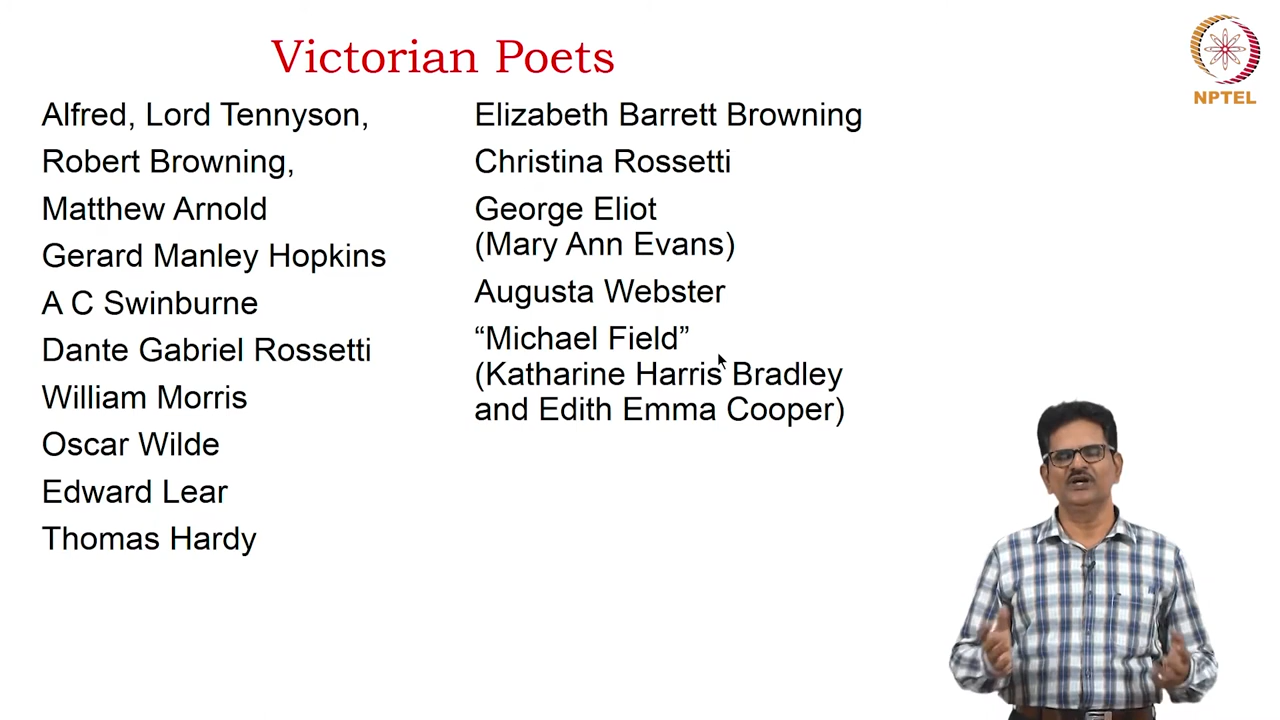 Victorian Poets
Alfred, Lord Tennyson,
Robert Browning,
Matthew Arnold
Gerard Manley Hopkins
A C Swinburne
Dante Gabriel Rossetti
William Morris
Oscar Wilde
Edward Lear
Thomas Hardy
Elizabeth Barrett Browning
Christina Rossetti
George Eliot
(Mary Ann Evans)
Augusta Webster
“Michael Field”
(Katharine Harris Bradley
and Edith Emma Cooper)
NPTEL